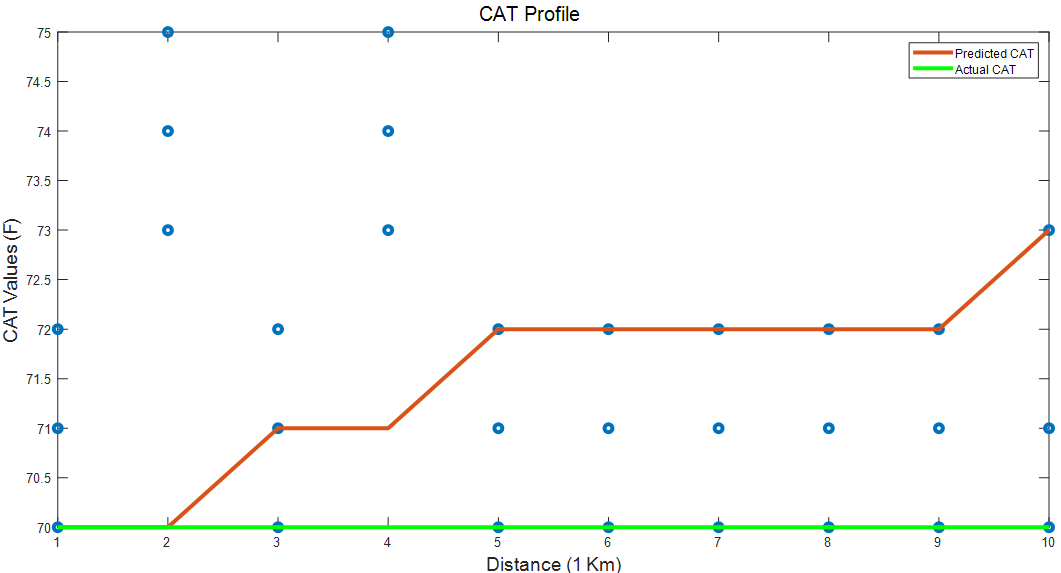 CAT Profile
Predicted CAT
Actual CAT
CAT Values (F)
75
74.5
74
73.5
73
72.5
72
71.5
71
70.5
70
1 2 3 4 5 6 7 8 9 10
Distance (1 Km)